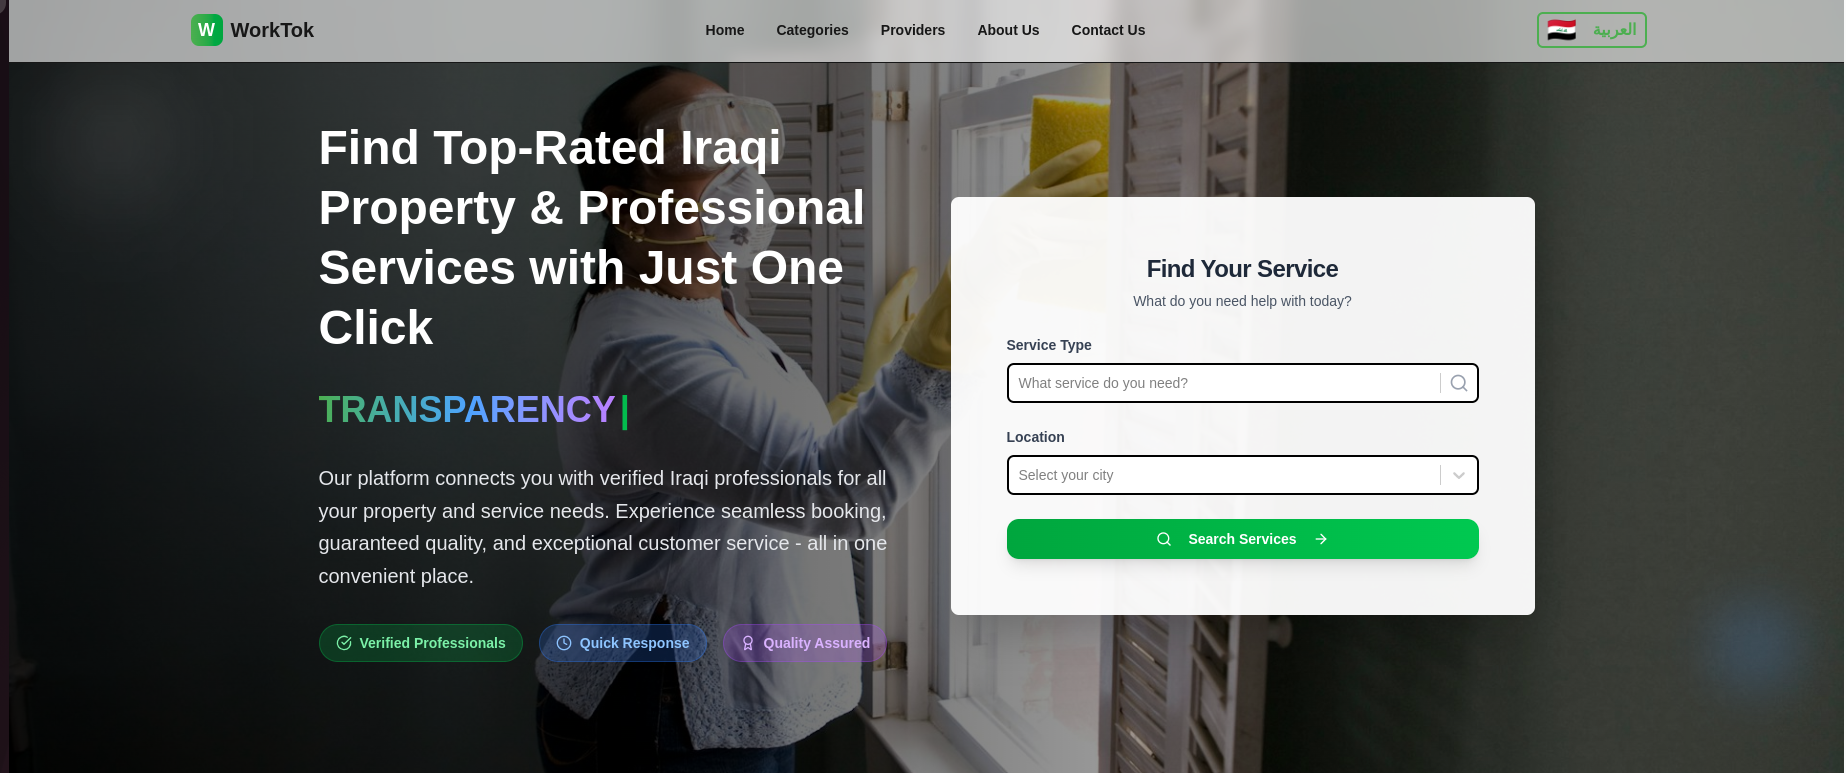 W WorkTok
Home Categories Providers About Us Contact Us
العربية
Find Top-Rated Iraqi
Property & Professional
Services with Just One
Click
TRANSPARENCY|
Our platform connects you with verified Iraqi professionals for all
your property and service needs. Experience seamless booking,
guaranteed quality, and exceptional customer service - all in one
convenient place.
Verified Professionals
Quick Response
Quality Assured
Find Your Service
What do you need help with today?
Service Type
What service do you need?
Location
Select your city
Search Services